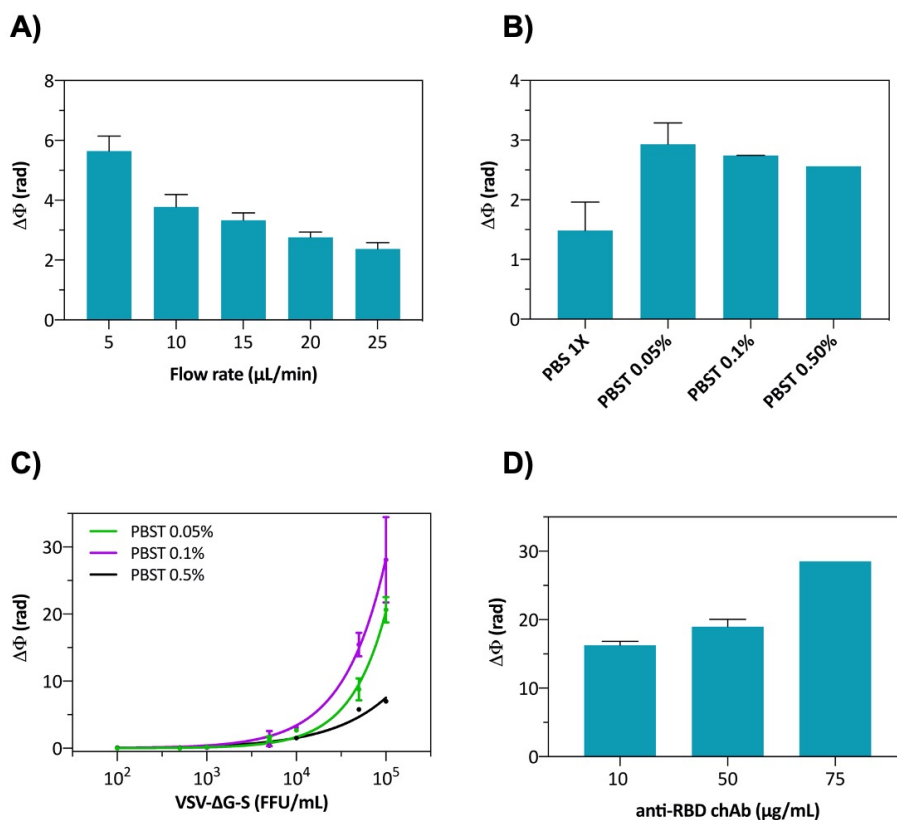 A)
8
6
4
2
0
ΔΦ (rad)
5 10 15 20 25
Flow rate (µL/min)
B)
4
3
2
1
0
ΔΦ (rad)
PBS 1X
PBST 0.05%
PBST 0.1%
PBST 0.50%
C)
PBST 0.05%
PBST 0.1%
PBST 0.5%
30
20
10
0
ΔΦ (rad)
10² 10³ 10⁴ 10⁵
VSV-ΔG-S (FFU/mL)
D)
30
20
10
0
ΔΦ (rad)
10 50 75
anti-RBD chAb (µg/mL)